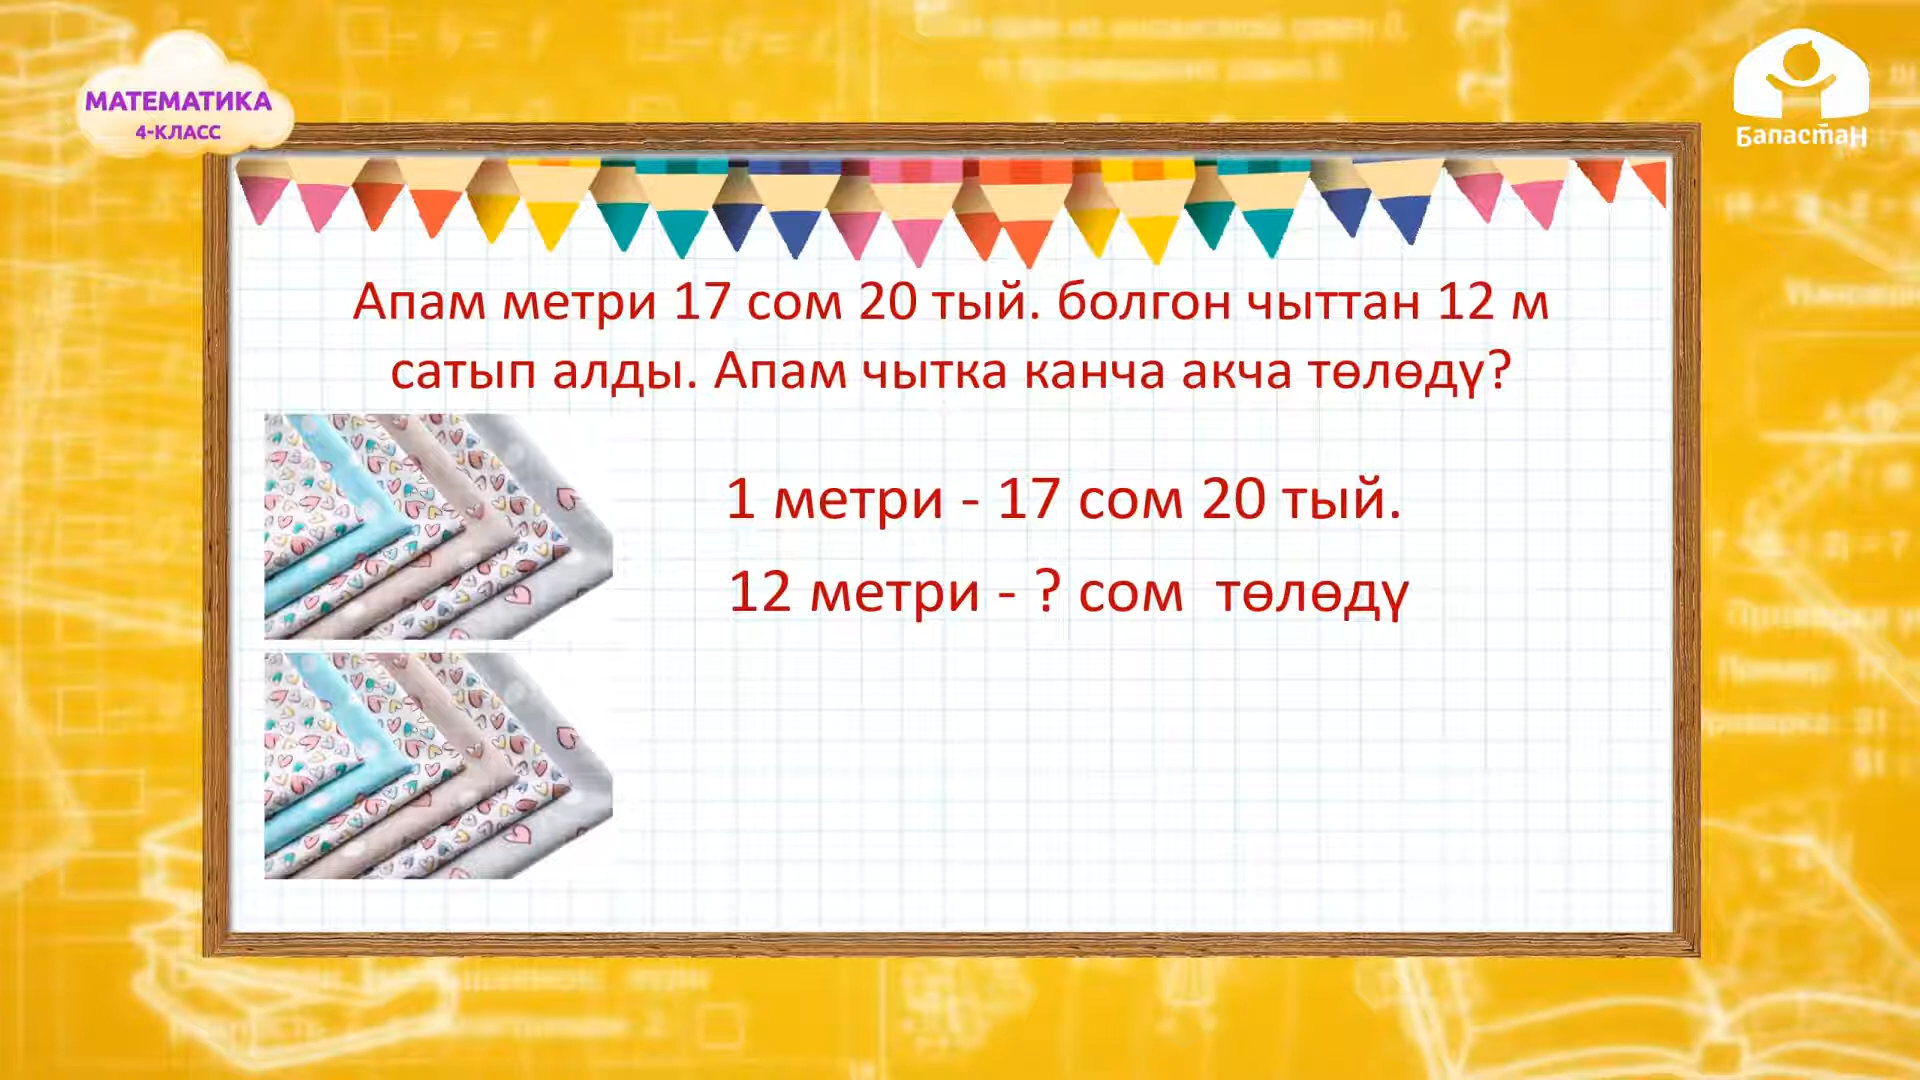 МАТЕМАТИКА
4-КЛАСС
Баластан
Апам метри 17 сом 20 тый. болгон чыттан 12 м
сатып алды. Апам чытка канча акча төлөдү?
1 метри - 17 сом 20 тый.
12 метри - ? сом төлөдү